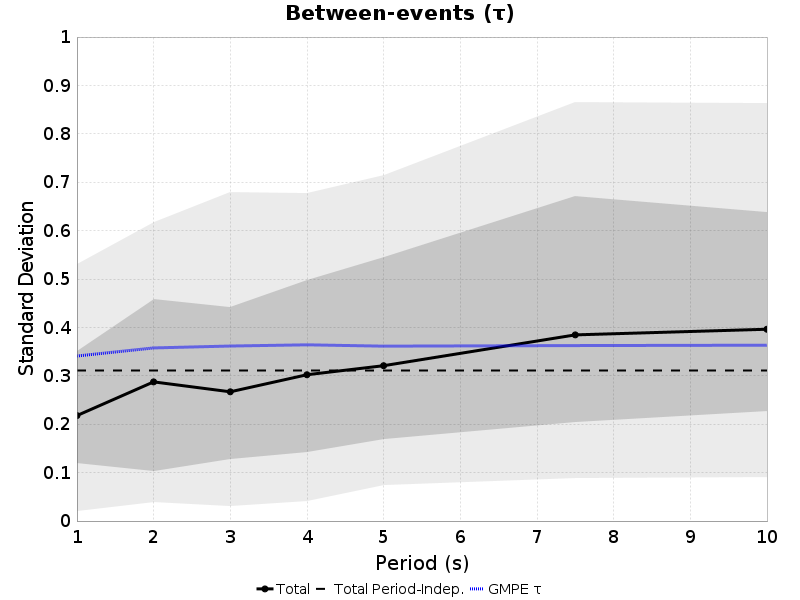 Between-events (τ)
1
0.9
0.8
0.7
0.6
0.5
0.4
0.3
0.2
0.1
0
Standard Deviation
1 2 3 4 5 6 7 8 9 10
Period (s)
Total Total Period-Indep. GMPE τ